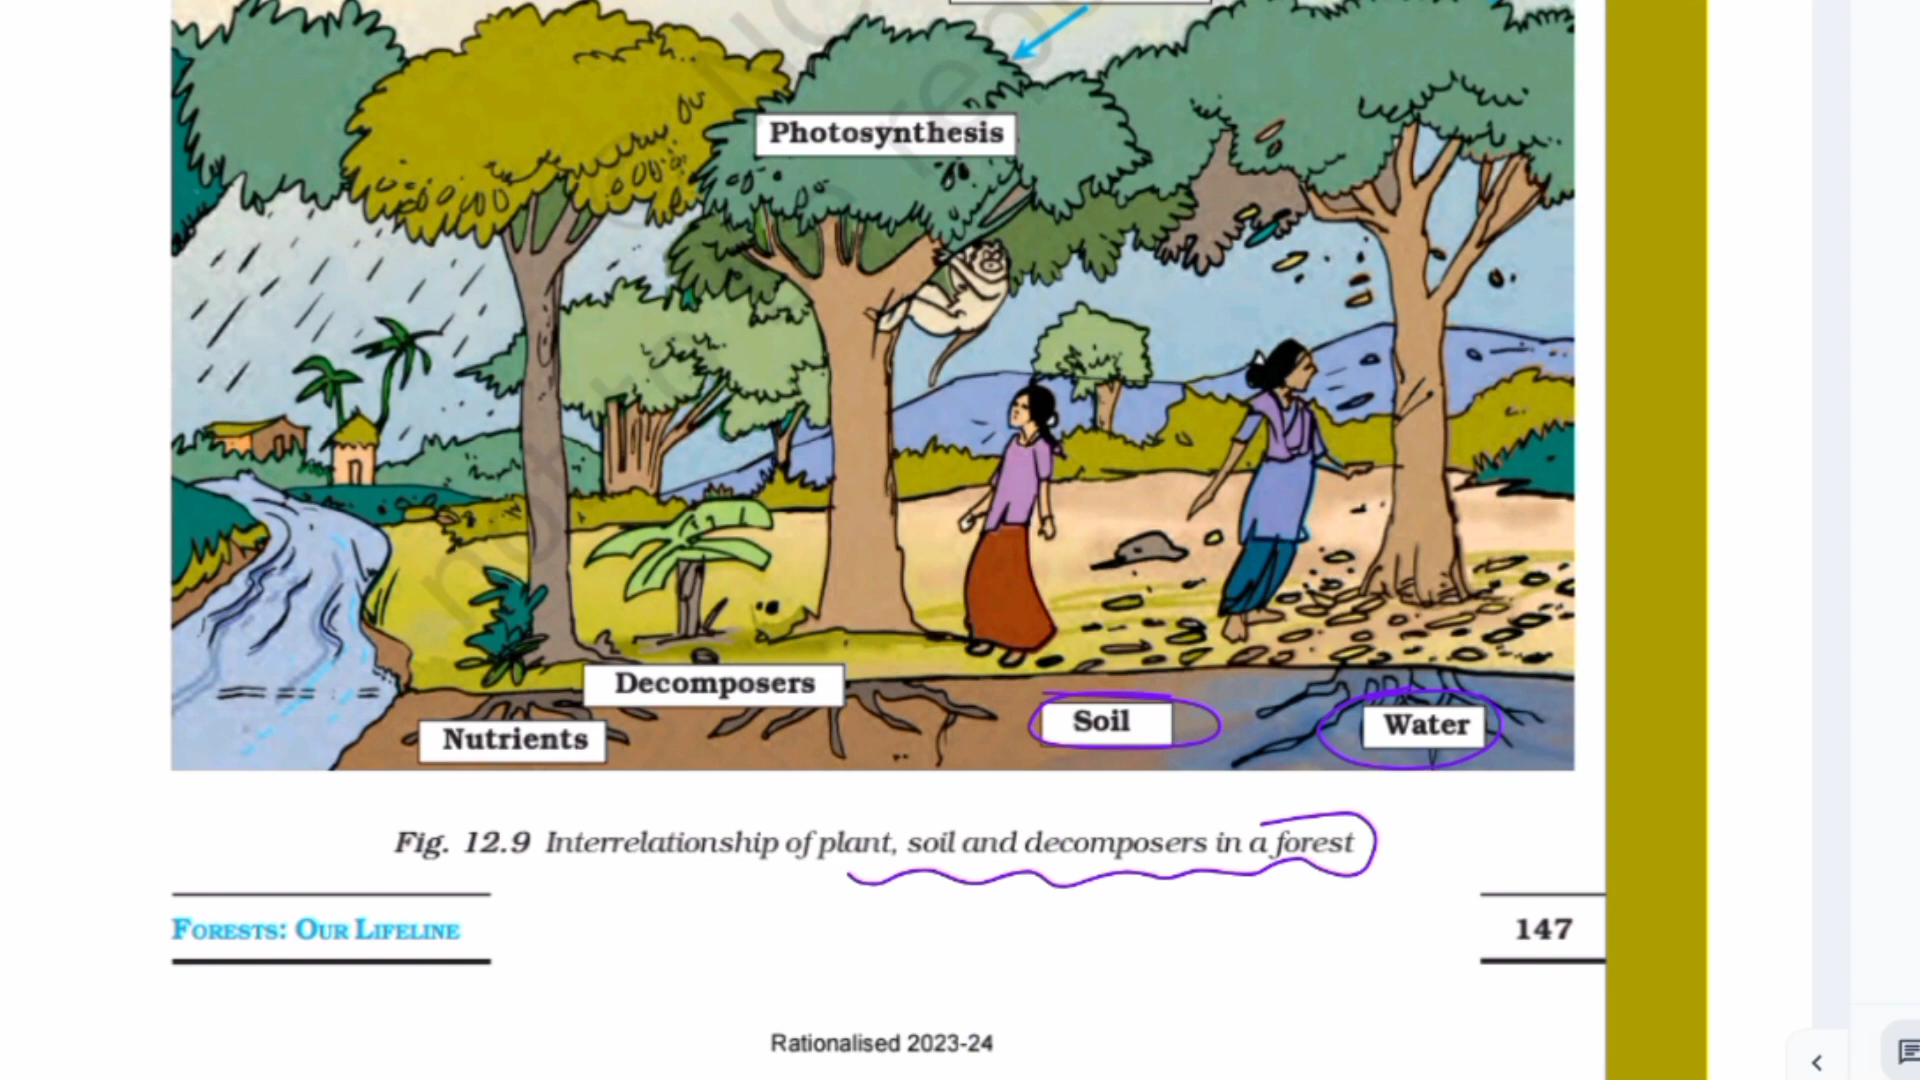 Photosynthesis
Decomposers
Soil
Water
Nutrients
Fig. 12.9 Interrelationship of plant, soil and decomposers in a forest
FORESTS: OUR LIFELINE
147
Rationalised 2023-24